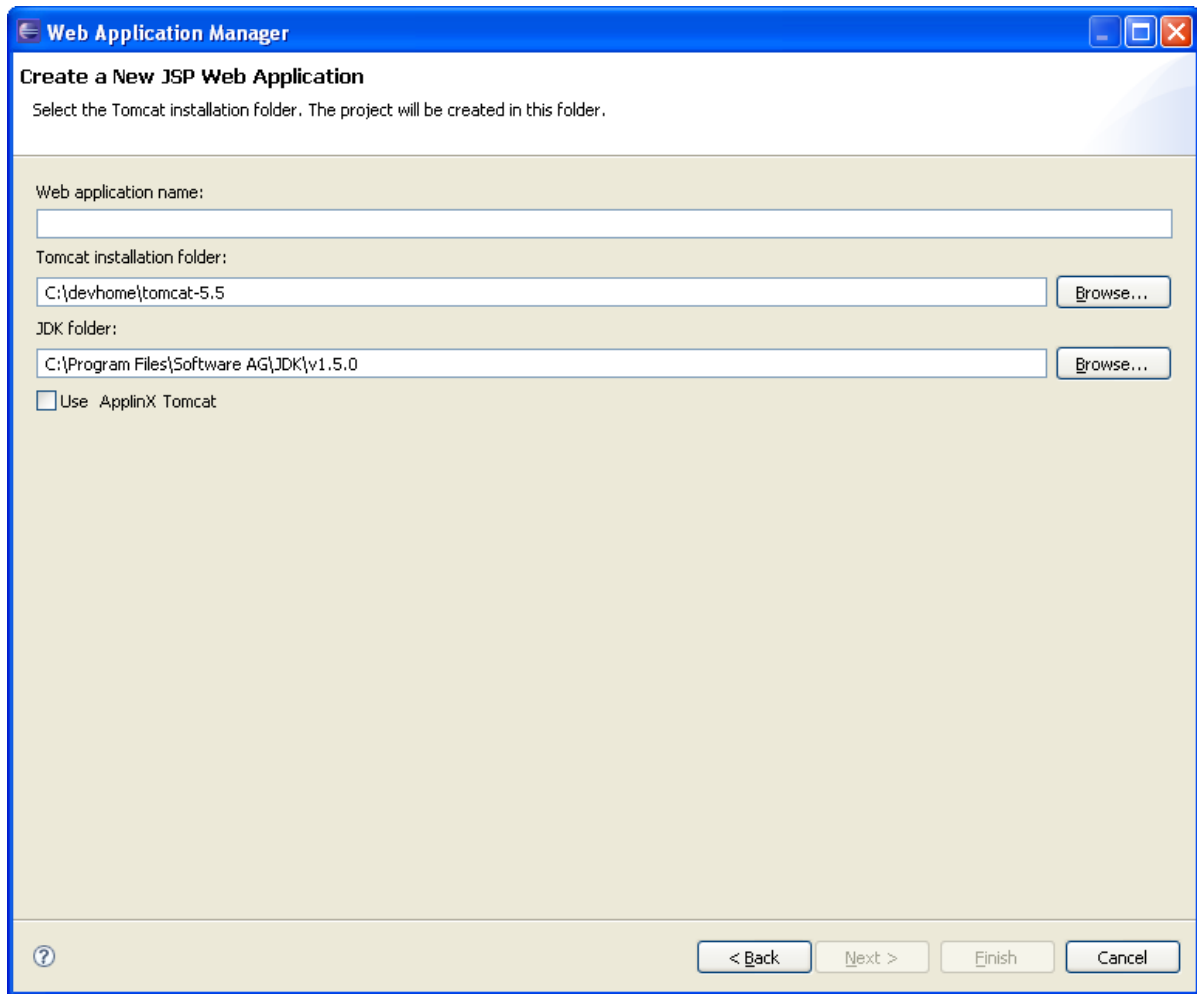 Web Application Manager
Create a New JSP Web Application
Select the Tomcat installation folder. The project will be created in this folder.
Web application name:
Tomcat installation folder:
C:\devhome\tomcat-5.5
Browse...
JDK folder:
C:\Program Files\Software AG\JDK\v1.5.0
Browse...
Use ApplinX Tomcat
? < Back Next > Finish Cancel